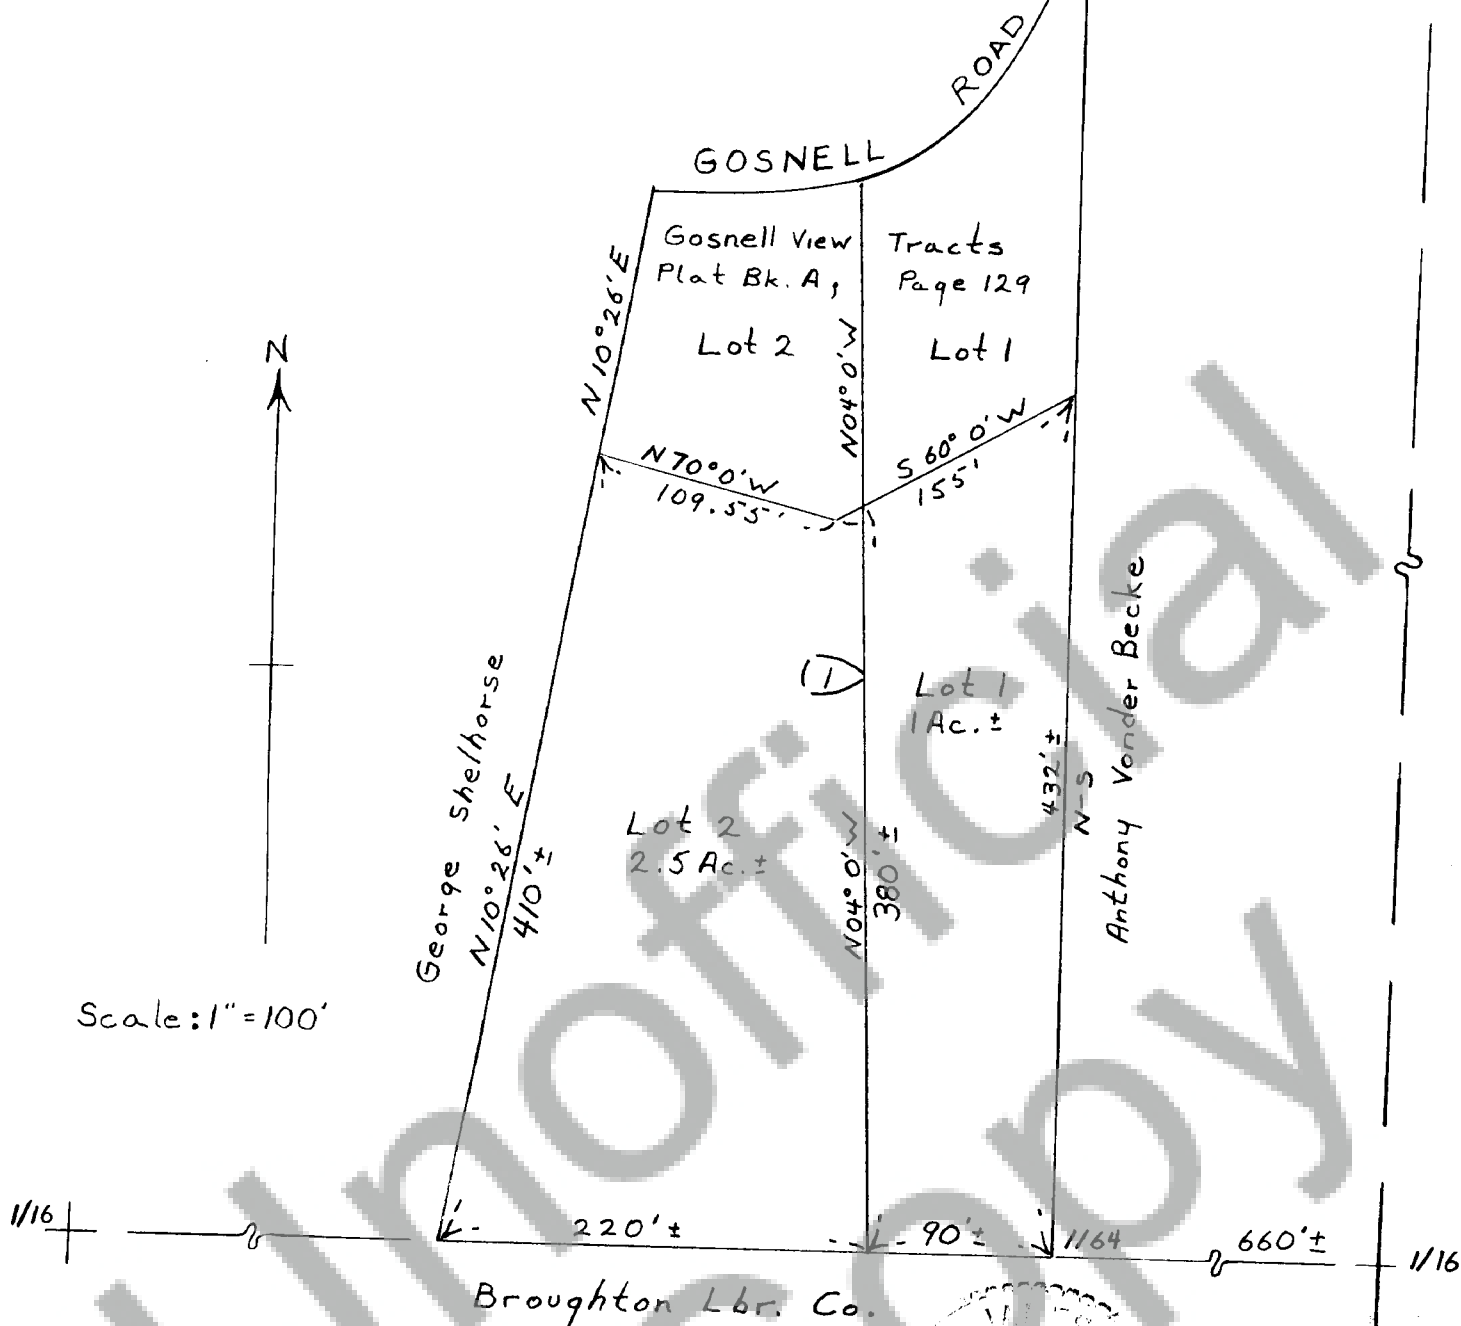 ROAD
GOSNELL
Gosnell View Tracts
Plat Bk. A, Page 129
Lot 2
Lot 1
N 10° 26' E
N04° 0' W
N
N 70° 0' W
109.55'
S 60° 0' W
155'
George Shelhorse
N 10° 26' E
410' ±
1
Lot 1
1 Ac. ±
Lot 2
2.5 Ac. ±
N04° 0' W
380' ±
432' ±
N-S
Anthony Vonder Becke
Scale: 1" = 100'
1/16
220' ±
90' ±
1/64
660' ±
1/16
Broughton Lbr. Co.
Unofficial
Copy